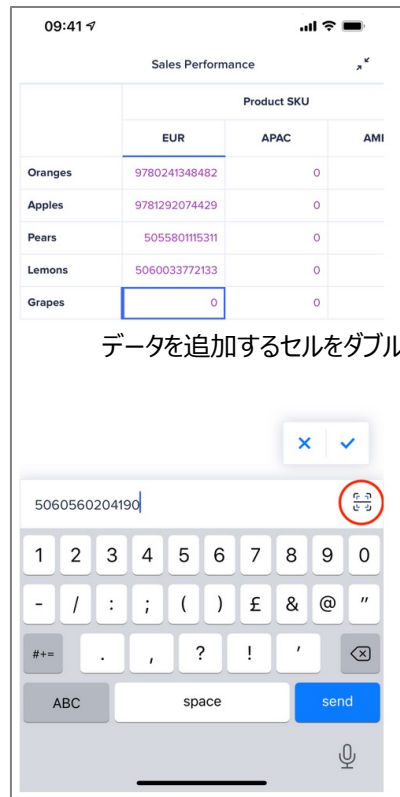 09:41
Sales Performance
Product SKU
EUR APAC AM
Oranges 9780241348482 0
Apples 9781292074429 0
Pears 5055801115311 0
Lemons 5060033772133 0
Grapes 0 0
データを追加するセルをダブル
5060560204190
1 2 3 4 5 6 7 8 9 0
- / : ; ( ) £ & @ "
#+= . , ? ! '
ABC space send